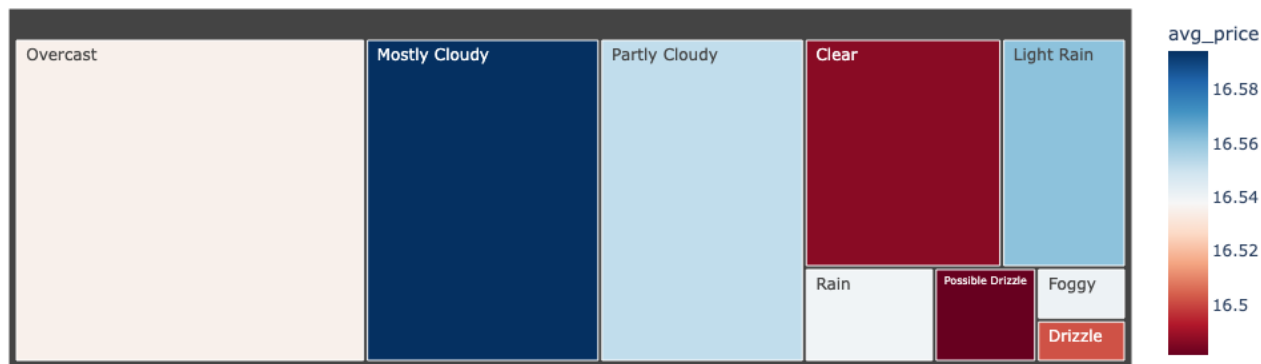 Overcast
Mostly Cloudy
Partly Cloudy
Clear
Light Rain
Rain
Possible Drizzle
Foggy
Drizzle
avg_price
16.58
16.56
16.54
16.52
16.5